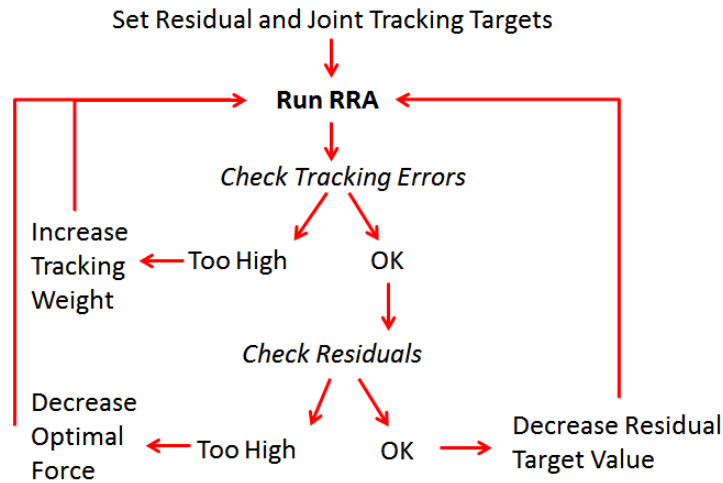 Set Residual and Joint Tracking Targets
Run RRA
Check Tracking Errors
Increase
Tracking
Weight
Too High
OK
Check Residuals
Decrease
Optimal
Force
Too High
OK
Decrease Residual
Target Value